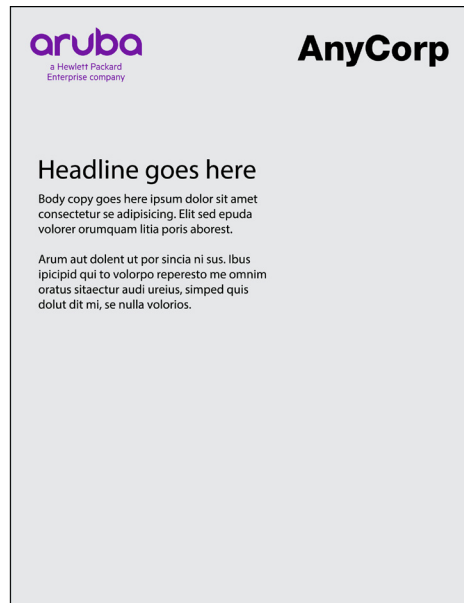 aruba
a Hewlett Packard
Enterprise company
AnyCorp
Headline goes here
Body copy goes here ipsum dolor sit amet
consectetur se adipisicing. Elit sed epuda
volorer orumquam litia poris aborest.
Arum aut dolent ut por sincia ni sus. Ibus
ipicipid qui to volorpo reperesto me omnim
oratus sitaectur audi ureius, simped quis
dolut dit mi, se nulla volorios.